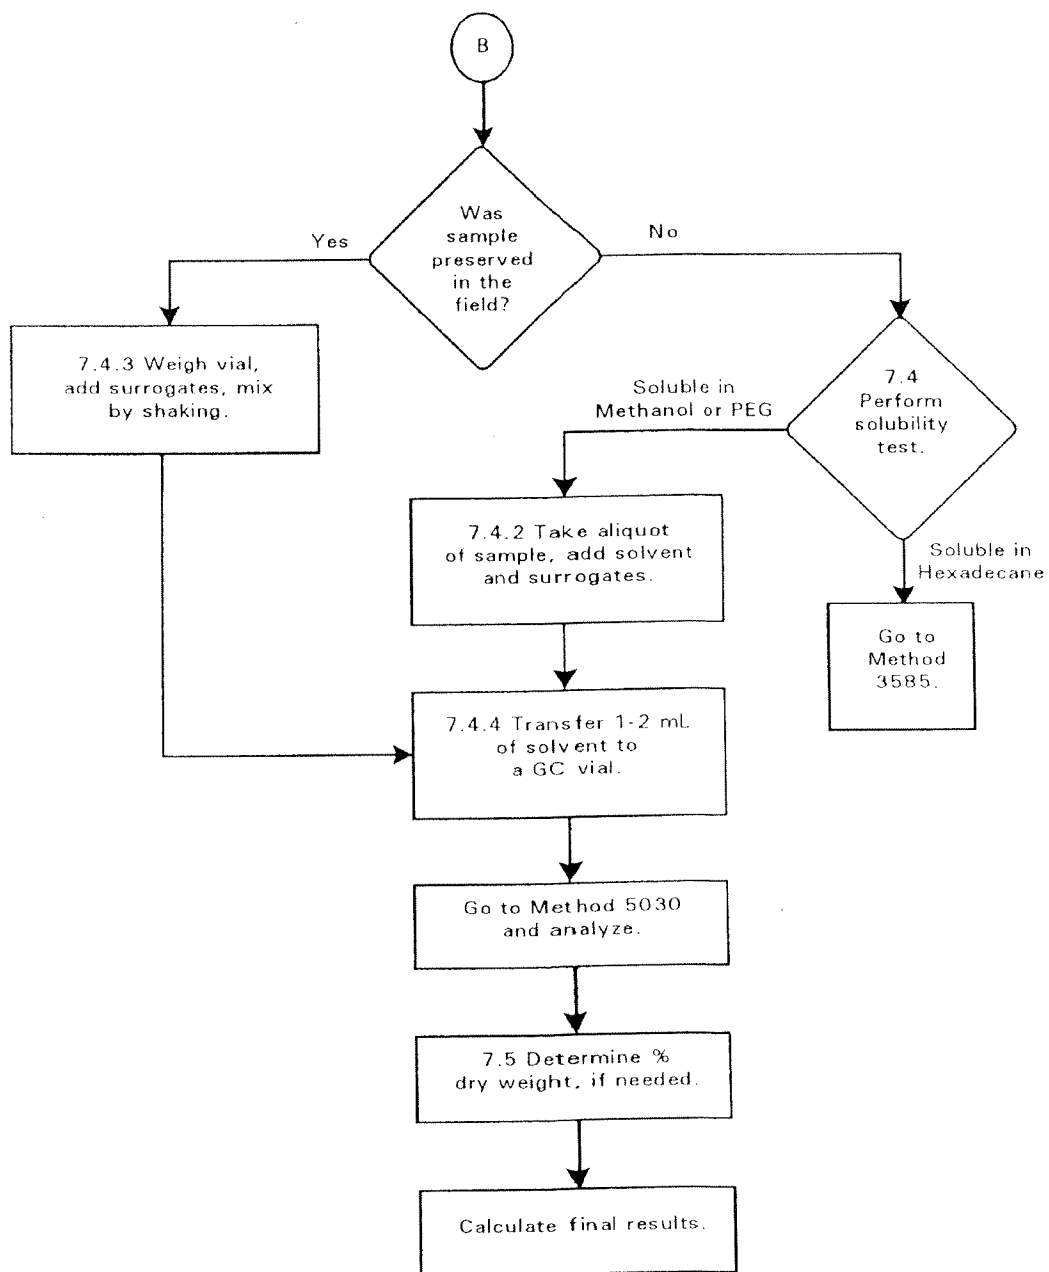 B
Was
sample
preserved
in the
field?
Yes
No
7.4.3 Weigh vial,
add surrogates, mix
by shaking.
Soluble in
Methanol or PEG
7.4
Perform
solubility
test.
7.4.2 Take aliquot
of sample, add solvent
and surrogates.
Soluble in
Hexadecane
Go to
Method
3585.
7.4.4 Transfer 1-2 mL
of solvent to
a GC vial.
Go to Method 5030
and analyze.
7.5 Determine %
dry weight, if needed.
Calculate final results.